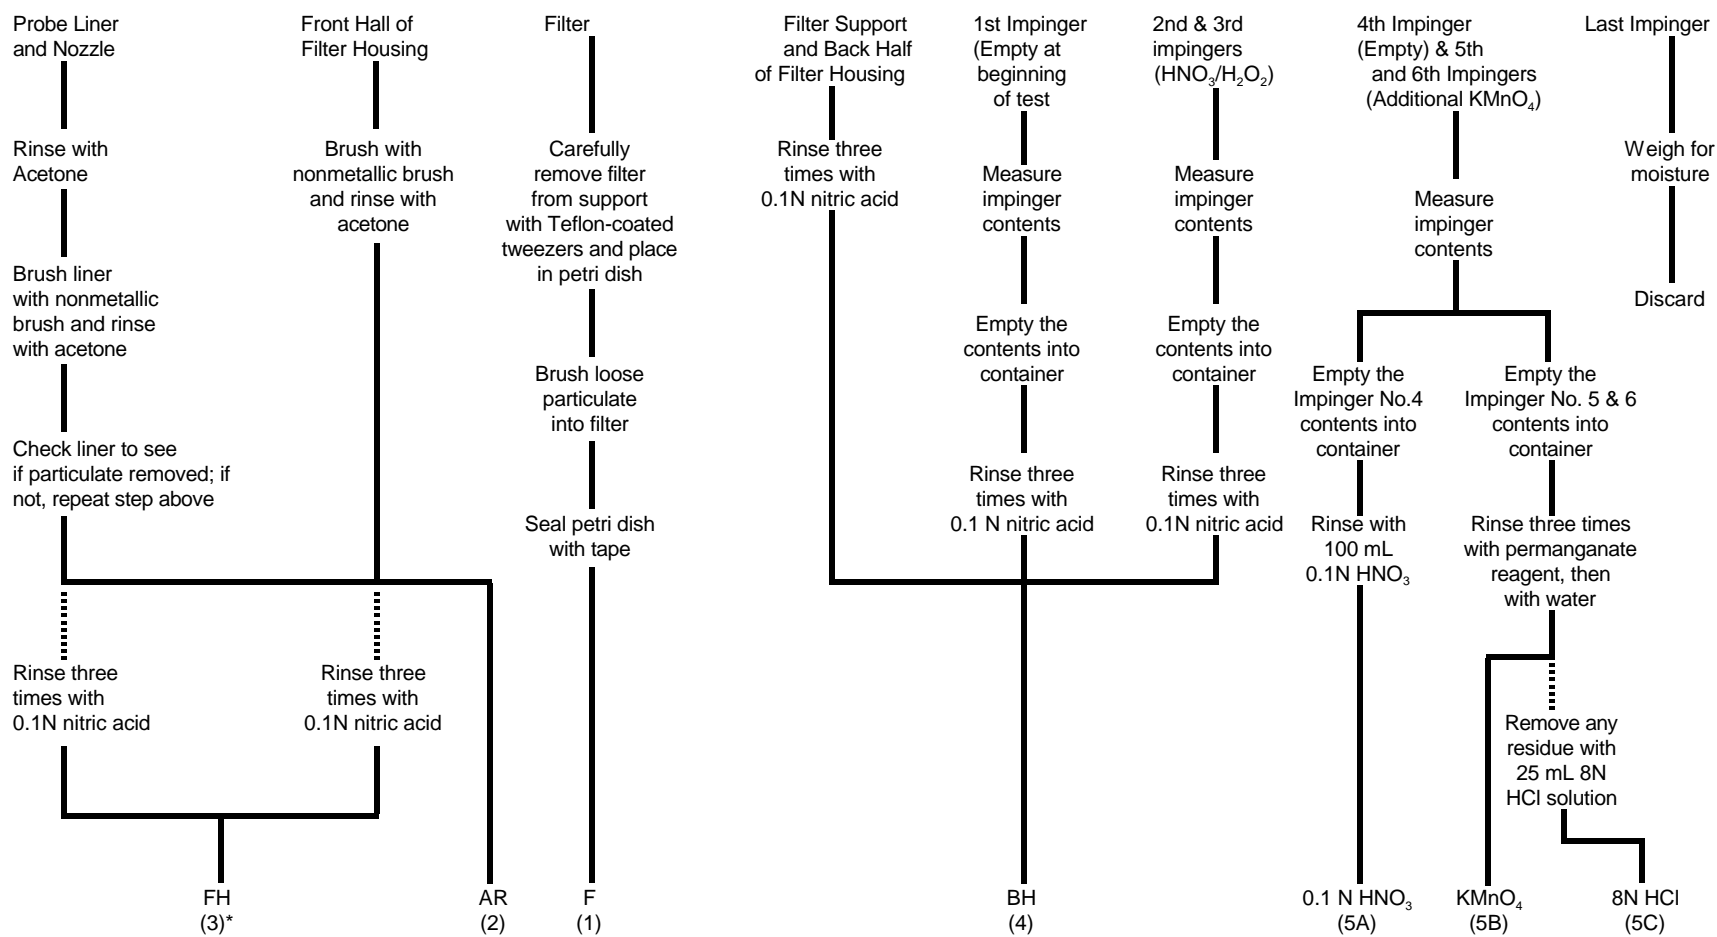 Probe Liner
and Nozzle
Rinse with
Acetone
Brush liner
with nonmetallic
brush and rinse
with acetone
Check liner to see
if particulate removed; if
not, repeat step above
Rinse three
times with
0.1N nitric acid
Front Hall of
Filter Housing
Brush with
nonmetallic brush
and rinse with
acetone
Rinse three
times with
0.1N nitric acid
FH
(3)*
AR
(2)
Filter
Carefully
remove filter
from support
with Teflon-coated
tweezers and place
in petri dish
Brush loose
particulate
into filter
Seal petri dish
with tape
F
(1)
Filter Support
and Back Half
of Filter Housing
Rinse three
times with
0.1N nitric acid
1st Impinger
(Empty at
beginning
of test
Measure
impinger
contents
Empty the
contents into
container
Rinse three
times with
0.1 N nitric acid
2nd & 3rd
impingers
(HNO₃/H₂O₂)
Measure
impinger
contents
Empty the
contents into
container
Rinse three
times with
0.1N nitric acid
BH
(4)
4th Impinger
(Empty) & 5th
and 6th Impingers
(Additional KMnO₄)
Measure
impinger
contents
Empty the
Impinger No.4
contents into
container
Rinse with
100 mL
0.1N HNO₃
0.1 N HNO₃
(5A)
Empty the
Impinger No. 5 & 6
contents into
container
Rinse three times
with permanganate
reagent, then
with water
KMnO₄
(5B)
Remove any
residue with
25 mL 8N
HCl solution
8N HCl
(5C)
Last Impinger
Weigh for
moisture
Discard